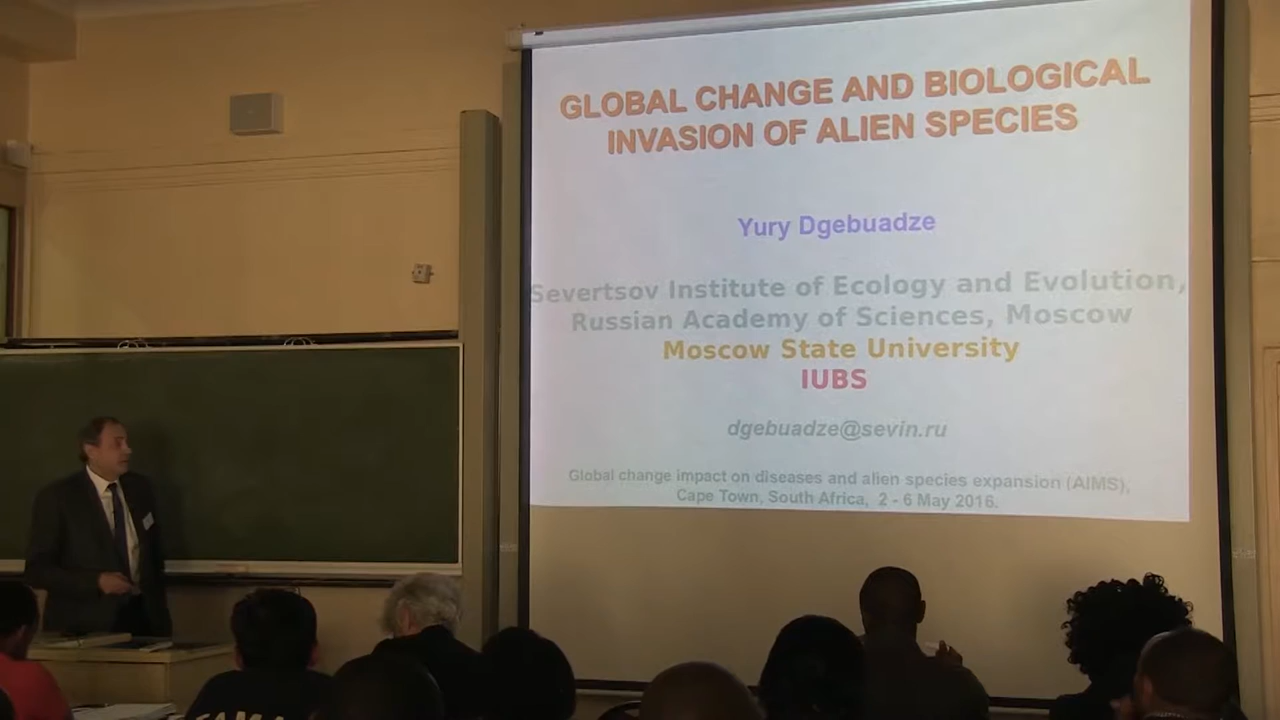 GLOBAL CHANGE AND BIOLOGICAL
INVASION OF ALIEN SPECIES
Yury Dgebuadze
Severtsov Institute of Ecology and Evolution,
Russian Academy of Sciences, Moscow
Moscow State University
IUBS
dgebuadze@sevin.ru
Global change impact on diseases and alien species expansion (AIMS),
Cape Town, South Africa, 2 - 6 May 2016.